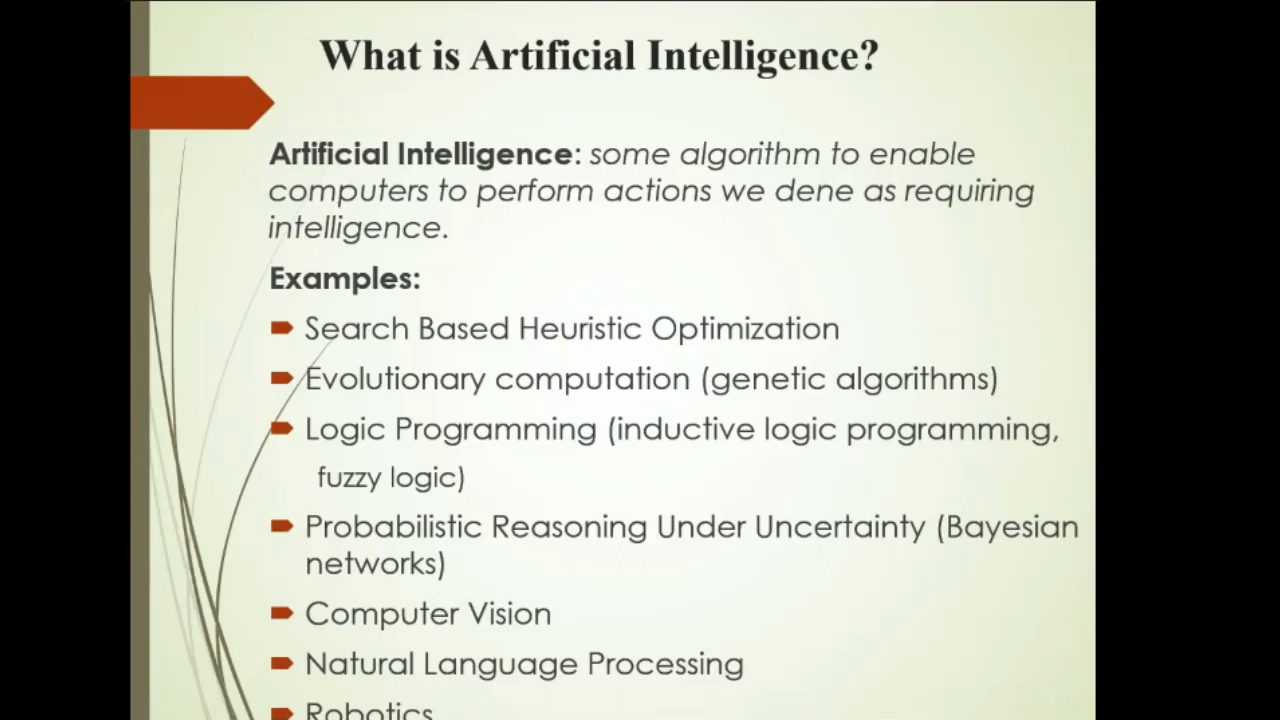 What is Artificial Intelligence?
Artificial Intelligence: some algorithm to enable
computers to perform actions we dene as requiring
intelligence.
Examples:
Search Based Heuristic Optimization
Evolutionary computation (genetic algorithms)
Logic Programming (inductive logic programming,
fuzzy logic)
Probabilistic Reasoning Under Uncertainty (Bayesian
networks)
Computer Vision
Natural Language Processing
Robotics